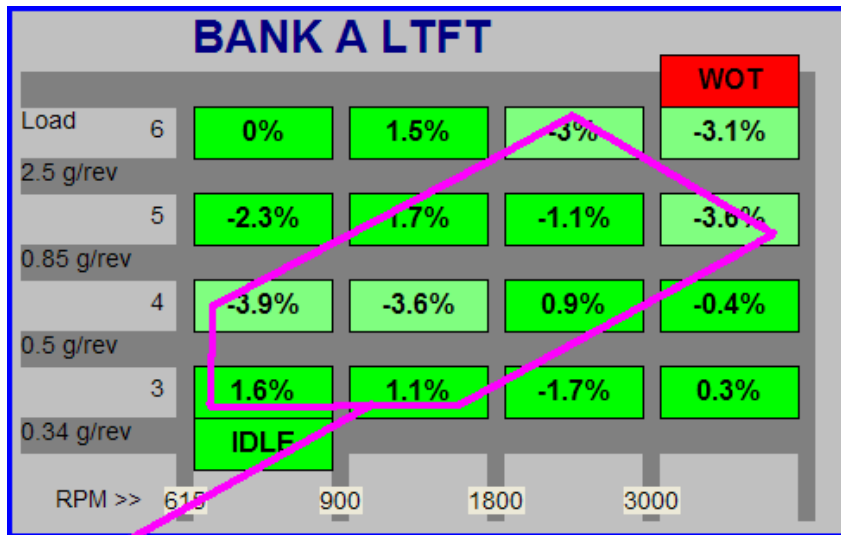 BANK A LTFT
WOT
Load 6 0% 1.5% -3% -3.1%
2.5 g/rev
5 -2.3% 1.7% -1.1% -3.6%
0.85 g/rev
4 -3.9% -3.6% 0.9% -0.4%
0.5 g/rev
3 1.6% 1.1% -1.7% 0.3%
0.34 g/rev
IDLE
RPM >> 615 900 1800 3000